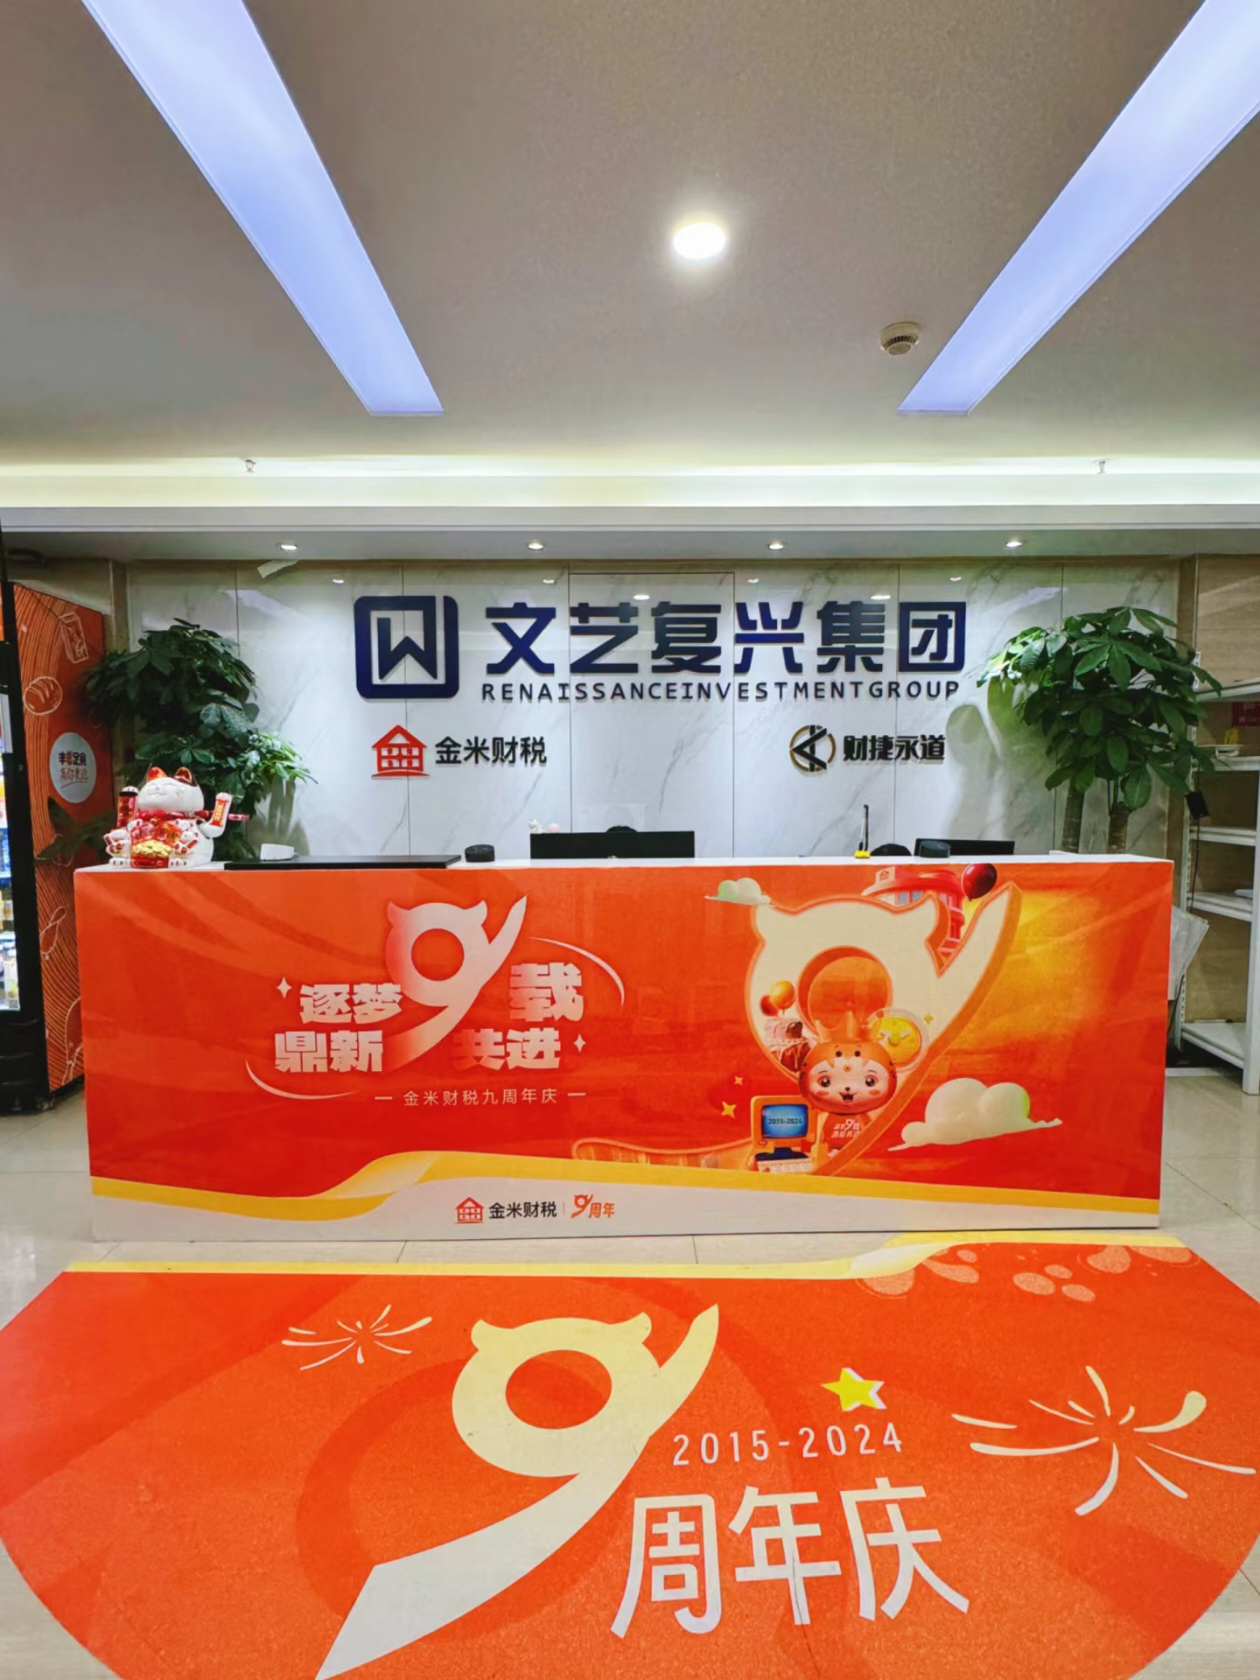 文艺复兴集团
RENAISSANCEINVESTMENTGROUP
金米财税
财捷永道
逐梦9载
鼎新共进
金米财税九周年庆
2015-2024
金米财税 9周年
9
2015-2024
周年庆